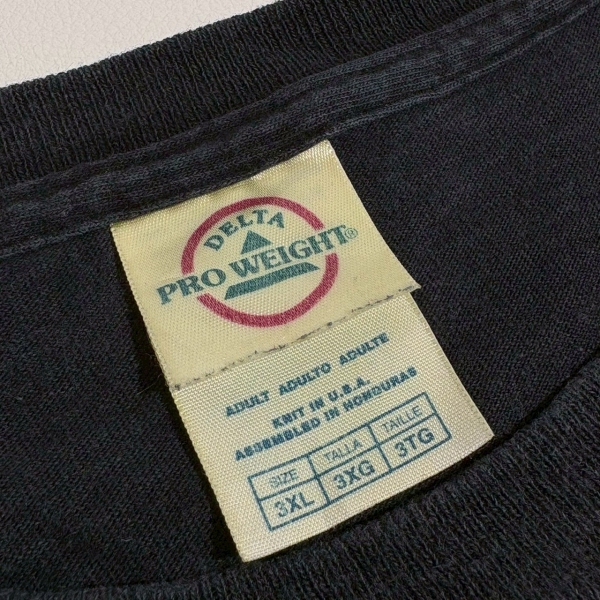 DELTA
PRO WEIGHT®
ADULT ADULTO ADULTE
KNIT IN U.S.A.
ASSEMBLED IN HONDURAS
SIZE TALLA TAILLE
3XL 3XG 3TG